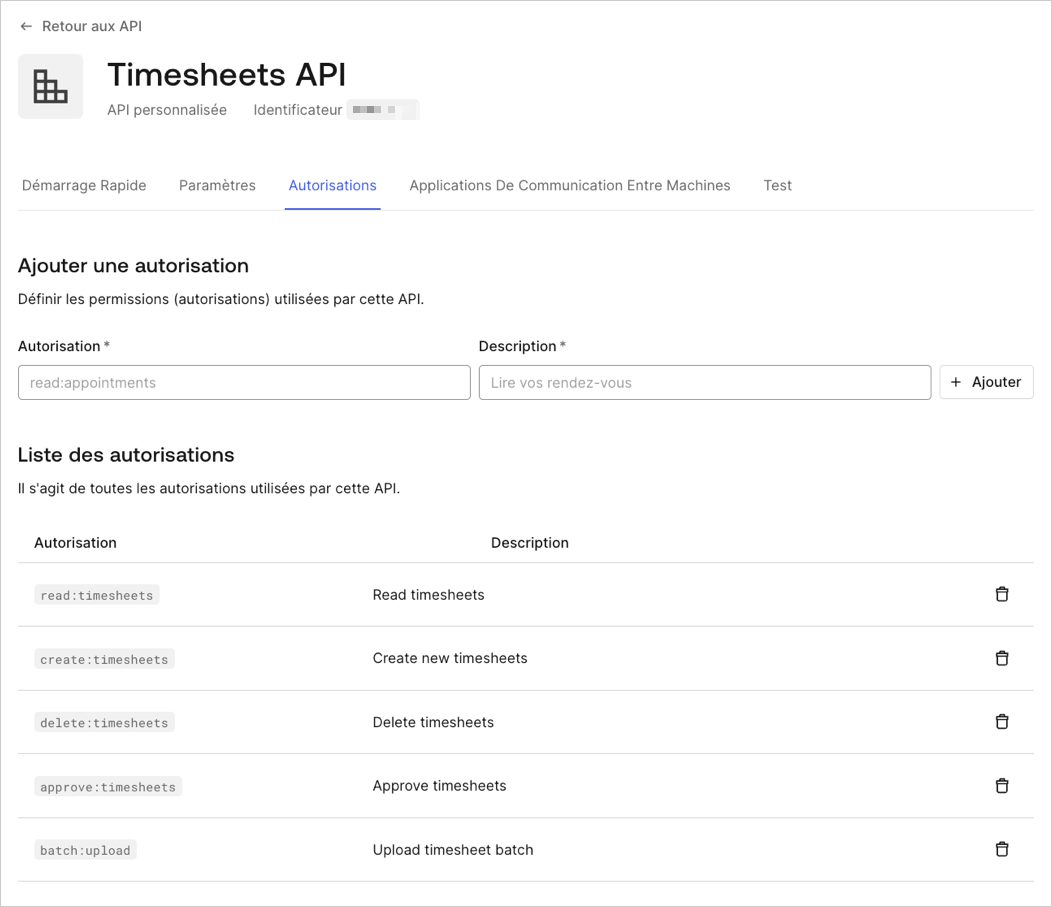 ← Retour aux API
Timesheets API
API personnalisée Identificateur
Démarrage Rapide Paramètres Autorisations Applications De Communication Entre Machines Test
Ajouter une autorisation
Définir les permissions (autorisations) utilisées par cette API.
Autorisation * Description *
read:appointments Lire vos rendez-vous + Ajouter
Liste des autorisations
Il s'agit de toutes les autorisations utilisées par cette API.
Autorisation Description
read:timesheets Read timesheets
create:timesheets Create new timesheets
delete:timesheets Delete timesheets
approve:timesheets Approve timesheets
batch:upload Upload timesheet batch